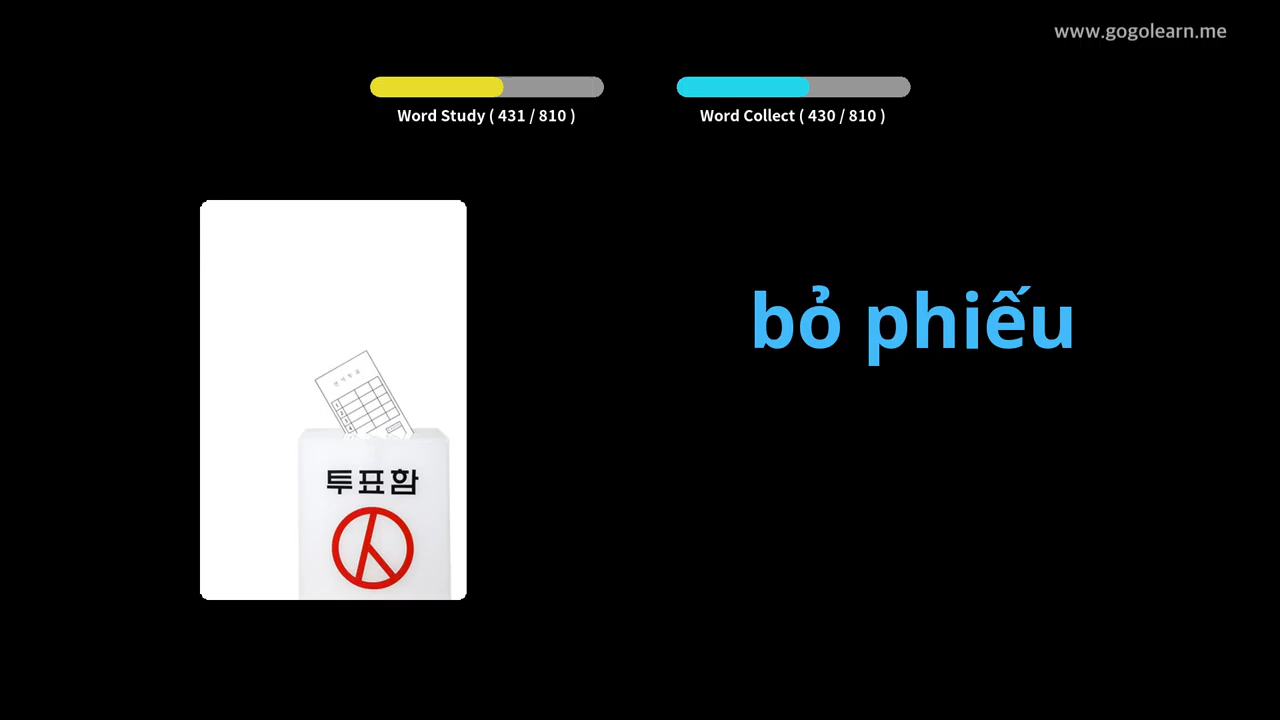 www.gogolearn.me
Word Study ( 431 / 810 )
Word Collect ( 430 / 810 )
bỏ phiếu
투표함